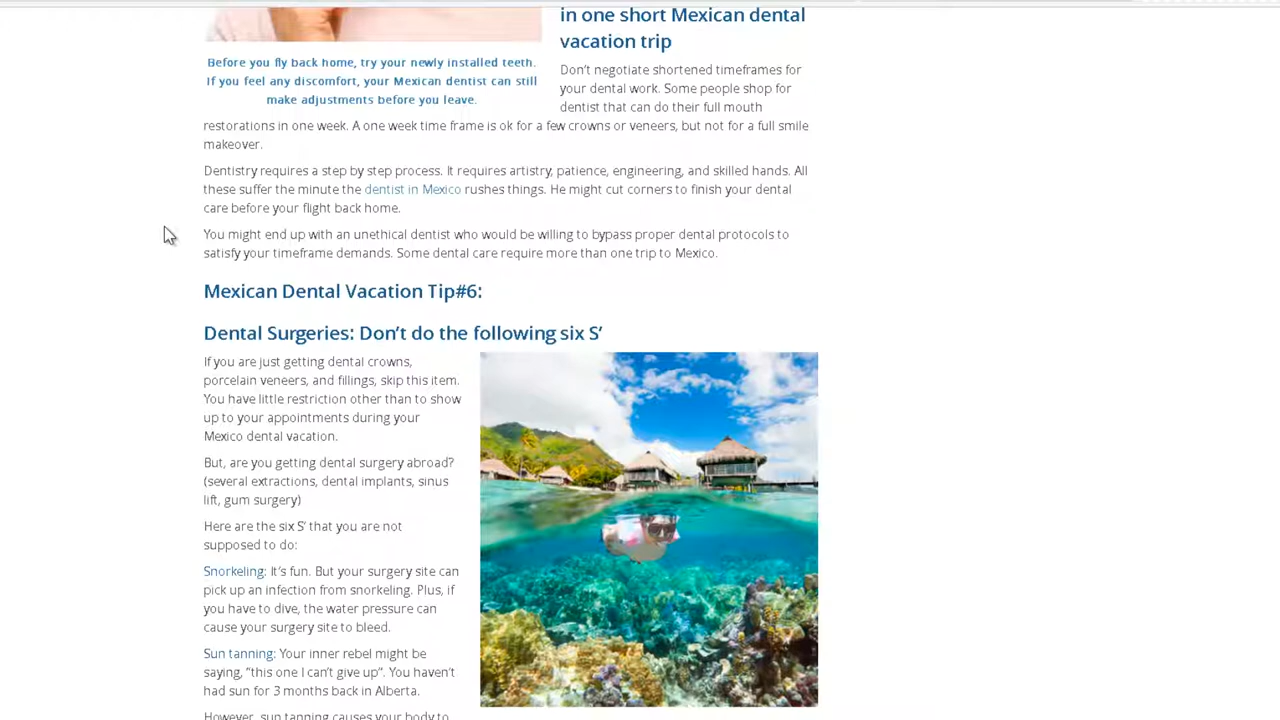 in one short Mexican dental
vacation trip
Before you fly back home, try your newly installed teeth.
If you feel any discomfort, your Mexican dentist can still
make adjustments before you leave.
Don't negotiate shortened timeframes for
your dental work. Some people shop for
dentist that can do their full mouth
restorations in one week. A one week time frame is ok for a few crowns or veneers, but not for a full smile
makeover.
Dentistry requires a step by step process. It requires artistry, patience, engineering, and skilled hands. All
these suffer the minute the dentist in Mexico rushes things. He might cut corners to finish your dental
care before your flight back home.
You might end up with an unethical dentist who would be willing to bypass proper dental protocols to
satisfy your timeframe demands. Some dental care require more than one trip to Mexico.
Mexican Dental Vacation Tip#6:
Dental Surgeries: Don't do the following six S'
If you are just getting dental crowns,
porcelain veneers, and fillings, skip this item.
You have little restriction other than to show
up to your appointments during your
Mexico dental vacation.
But, are you getting dental surgery abroad?
(several extractions, dental implants, sinus
lift, gum surgery)
Here are the six S' that you are not
supposed to do:
Snorkeling: It's fun. But your surgery site can
pick up an infection from snorkeling. Plus, if
you have to dive, the water pressure can
cause your surgery site to bleed.
Sun tanning: Your inner rebel might be
saying, "this one I can't give up". You haven't
had sun for 3 months back in Alberta.
However, sun tanning causes your body to